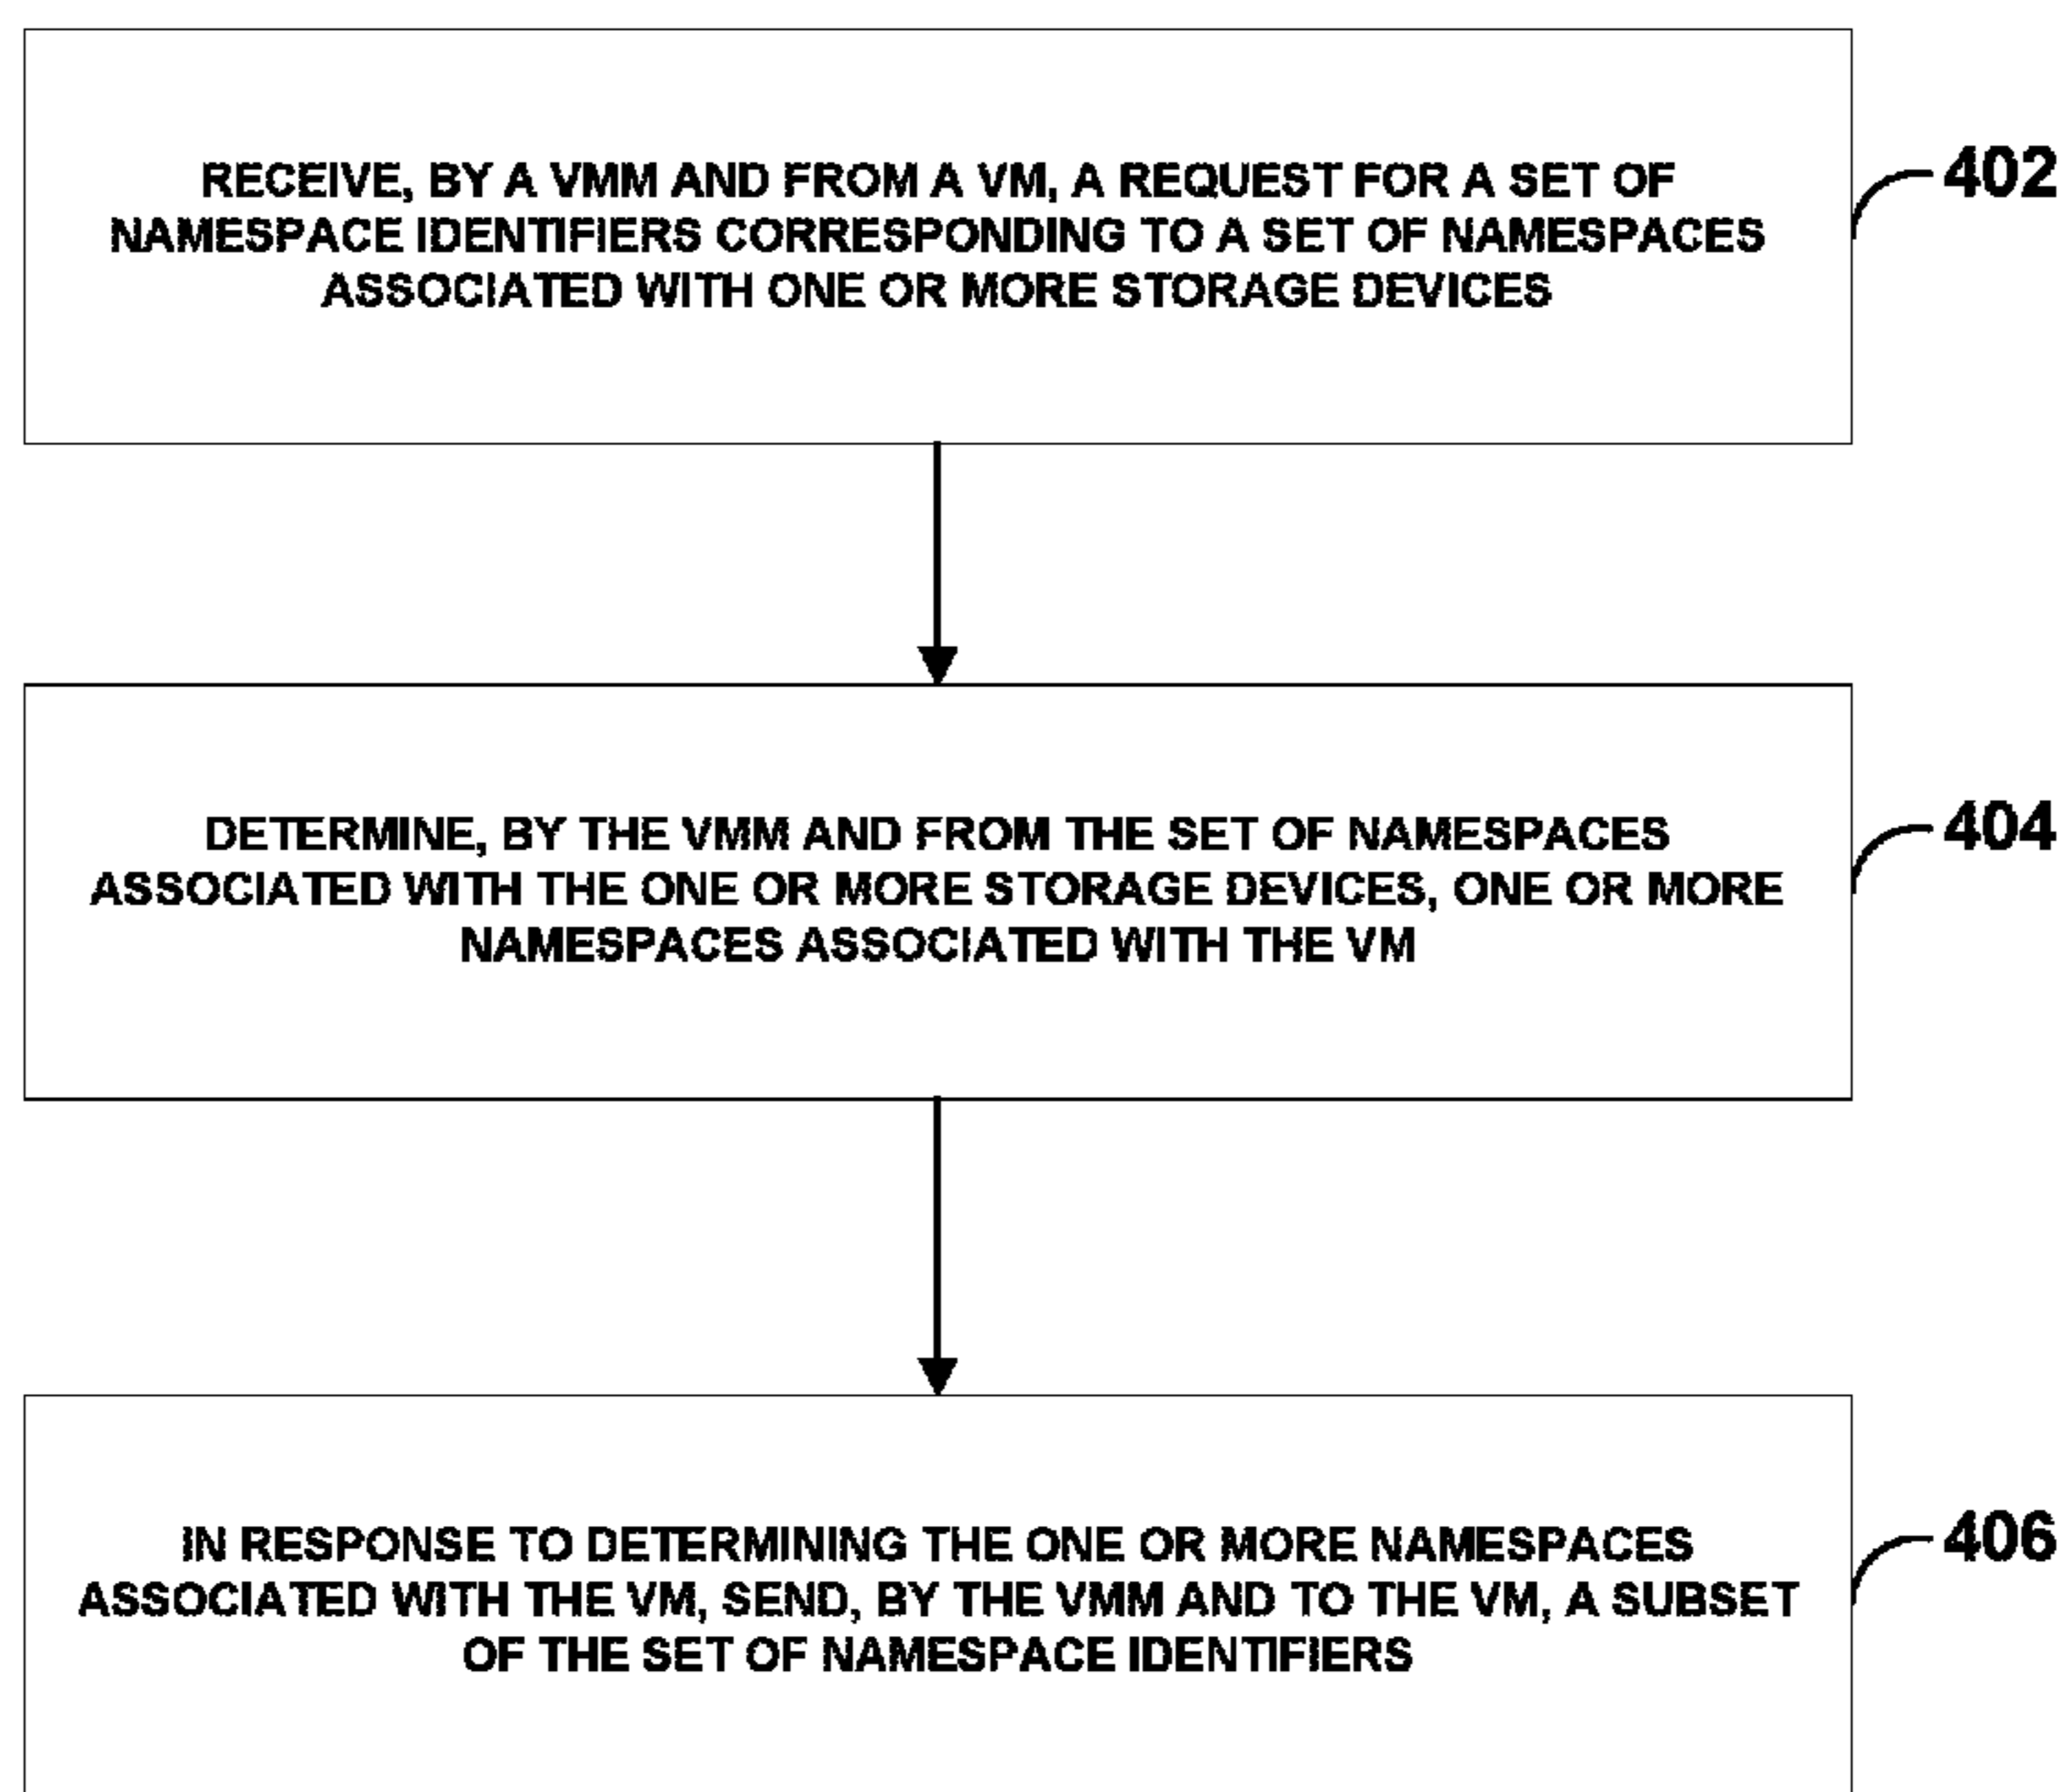 RECEIVE, BY A VMM AND FROM A VM, A REQUEST FOR A SET OF
NAMESPACE IDENTIFIERS CORRESPONDING TO A SET OF NAMESPACES
ASSOCIATED WITH ONE OR MORE STORAGE DEVICES
402
DETERMINE, BY THE VMM AND FROM THE SET OF NAMESPACES
ASSOCIATED WITH THE ONE OR MORE STORAGE DEVICES, ONE OR MORE
NAMESPACES ASSOCIATED WITH THE VM
404
IN RESPONSE TO DETERMINING THE ONE OR MORE NAMESPACES
ASSOCIATED WITH THE VM, SEND, BY THE VMM AND TO THE VM, A SUBSET
OF THE SET OF NAMESPACE IDENTIFIERS
406